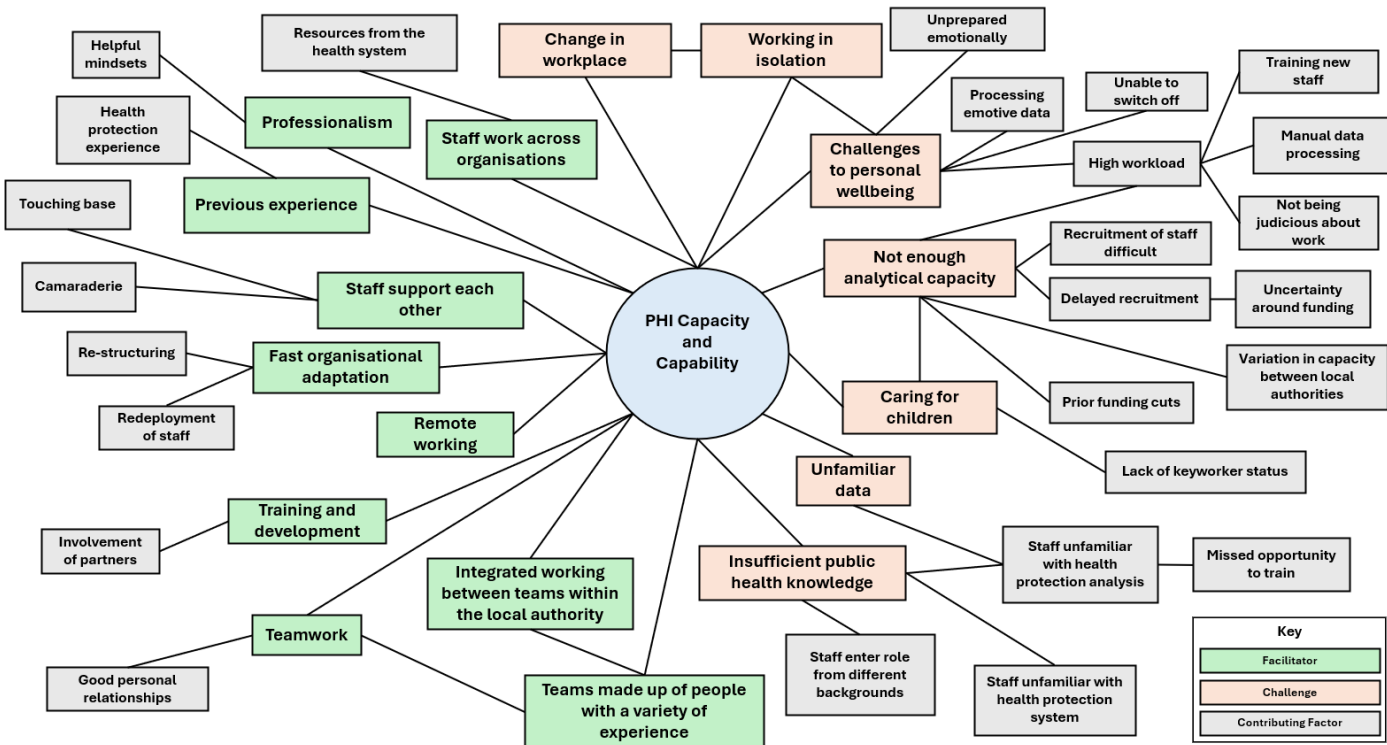 Helpful
mindsets
Resources from the
health system
Change in
workplace
Working in
isolation
Unprepared
emotionally
Training new
staff
Health
protection
experience
Professionalism
Staff work across
organisations
Processing
emotive data
Unable to
switch off
Manual data
processing
Challenges
to personal
wellbeing
High workload
Touching base
Previous experience
Not being
judicious about
work
Recruitment of staff
difficult
Not enough
analytical capacity
Camaraderie
Staff support each
other
Delayed recruitment
Uncertainty
around funding
PHI Capacity
and
Capability
Re-structuring
Fast organisational
adaptation
Variation in capacity
between local
authorities
Redeployment
of staff
Remote
working
Caring for
children
Prior funding cuts
Unfamiliar
data
Lack of keyworker status
Training and
development
Involvement
of partners
Integrated working
between teams within
the local authority
Insufficient public
health knowledge
Staff unfamiliar
with health
protection analysis
Missed opportunity
to train
Teamwork
Good personal
relationships
Teams made up of people
with a variety of
experience
Staff enter role
from different
backgrounds
Staff unfamiliar with
health protection
system
Key
Facilitator
Challenge
Contributing Factor